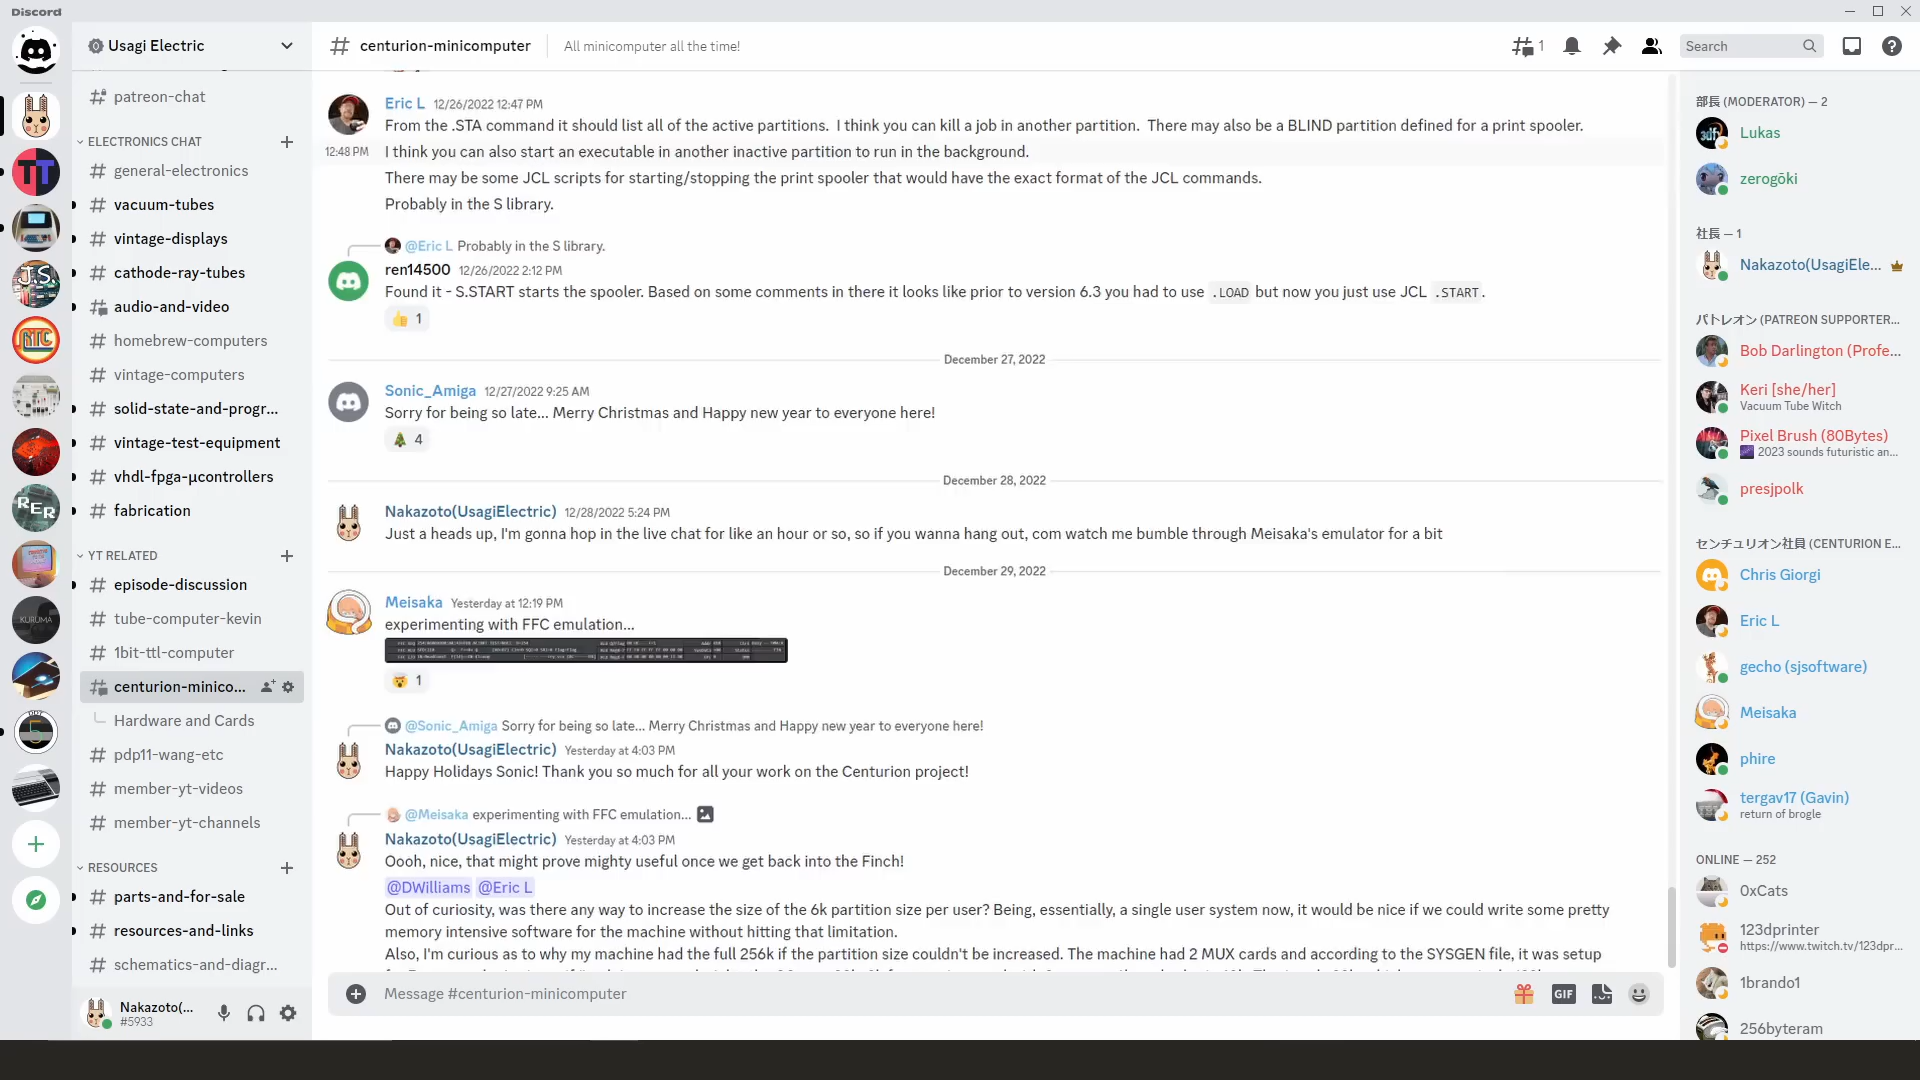 Discord
Usagi Electric
patreon-chat
ELECTRONICS CHAT
general-electronics
vacuum-tubes
vintage-displays
cathode-ray-tubes
audio-and-video
homebrew-computers
vintage-computers
solid-state-and-progr...
vintage-test-equipment
vhdl-fpga-μcontrollers
fabrication
YT RELATED
episode-discussion
tube-computer-kevin
1bit-ttl-computer
centurion-minico...
Hardware and Cards
pdp11-wang-etc
member-yt-videos
member-yt-channels
RESOURCES
parts-and-for-sale
resources-and-links
schematics-and-diagr...
Nakazoto(...
#5933
TT
J.S.
RTC
RER
KURUMA
5
centurion-minicomputer
All minicomputer all the time!
1
Search
Eric L 12/26/2022 12:47 PM
From the .STA command it should list all of the active partitions. I think you can kill a job in another partition. There may also be a BLIND partition defined for a print spooler.
12:48 PM I think you can also start an executable in another inactive partition to run in the background.
There may be some JCL scripts for starting/stopping the print spooler that would have the exact format of the JCL commands.
Probably in the S library.
@Eric L Probably in the S library.
ren14500 12/26/2022 2:12 PM
Found it - S.START starts the spooler. Based on some comments in there it looks like prior to version 6.3 you had to use .LOAD but now you just use JCL .START.
1
December 27, 2022
Sonic_Amiga 12/27/2022 9:25 AM
Sorry for being so late... Merry Christmas and Happy new year to everyone here!
4
December 28, 2022
Nakazoto(UsagiElectric) 12/28/2022 5:24 PM
Just a heads up, I'm gonna hop in the live chat for like an hour or so, so if you wanna hang out, com watch me bumble through Meisaka's emulator for a bit
December 29, 2022
Meisaka Yesterday at 12:19 PM
experimenting with FFC emulation...
1
@Sonic_Amiga Sorry for being so late... Merry Christmas and Happy new year to everyone here!
Nakazoto(UsagiElectric) Yesterday at 4:03 PM
Happy Holidays Sonic! Thank you so much for all your work on the Centurion project!
@Meisaka experimenting with FFC emulation...
Nakazoto(UsagiElectric) Yesterday at 4:03 PM
Oooh, nice, that might prove mighty useful once we get back into the Finch!
@DWilliams @Eric L
Out of curiosity, was there any way to increase the size of the 6k partition size per user? Being, essentially, a single user system now, it would be nice if we could write some pretty
memory intensive software for the machine without hitting that limitation.
Also, I'm curious as to why my machine had the full 256k if the partition size couldn't be increased. The machine had 2 MUX cards and according to the SYSGEN file, it was setup
Message #centurion-minicomputer
GIF
部長 (MODERATOR) — 2
Lukas
zerogōki
社長 — 1
Nakazoto(UsagiEle...
パトレオン (PATREON SUPPORTER...
Bob Darlington (Profe...
Keri [she/her]
Vacuum Tube Witch
Pixel Brush (80Bytes)
2023 sounds futuristic an...
presjpolk
センチュリオン社員 (CENTURION E...
Chris Giorgi
Eric L
gecho (sjsoftware)
Meisaka
phire
tergav17 (Gavin)
return of brogle
ONLINE — 252
0xCats
123dprinter
https://www.twitch.tv/123dpr...
1brando1
256byteram